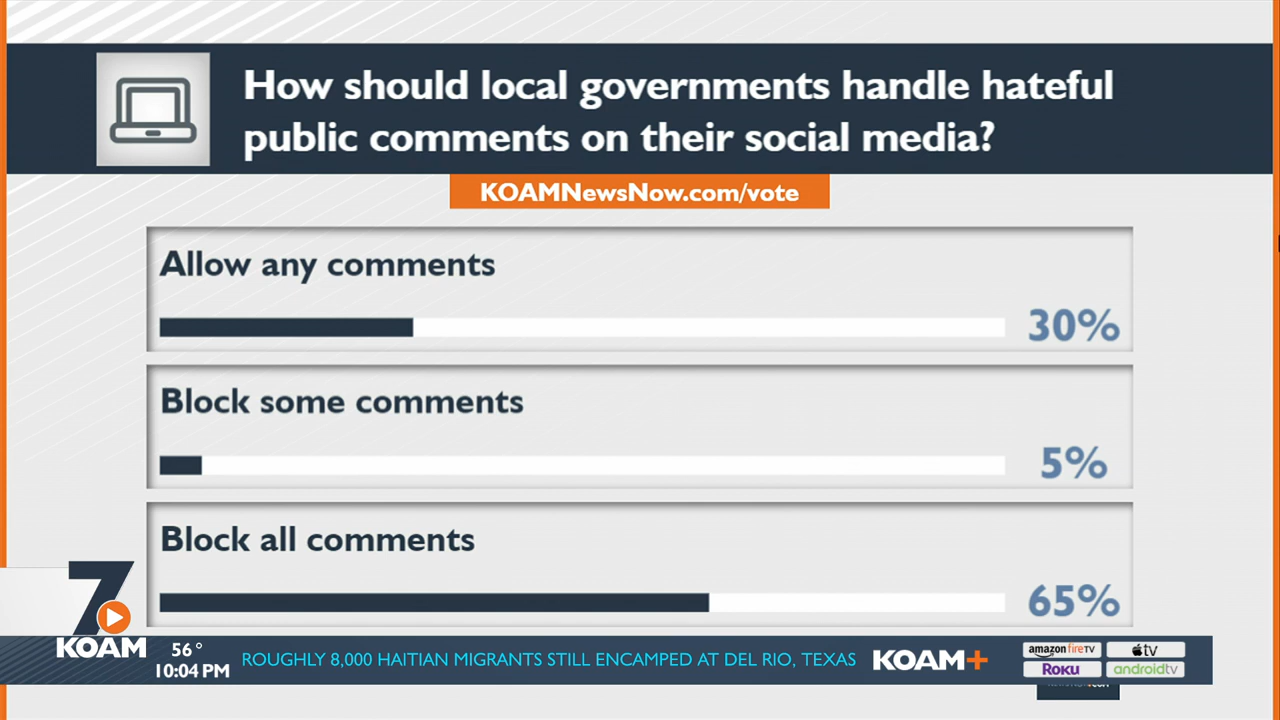 How should local governments handle hateful
public comments on their social media?
KOAMNewsNow.com/vote
Allow any comments
30%
Block some comments
5%
Block all comments
65%
7
KOAM
56°
10:04 PM
ROUGHLY 8,000 HAITIAN MIGRANTS STILL ENCAMPED AT DEL RIO, TEXAS
KOAM+
amazon fireTV
tv
Roku
androidtv